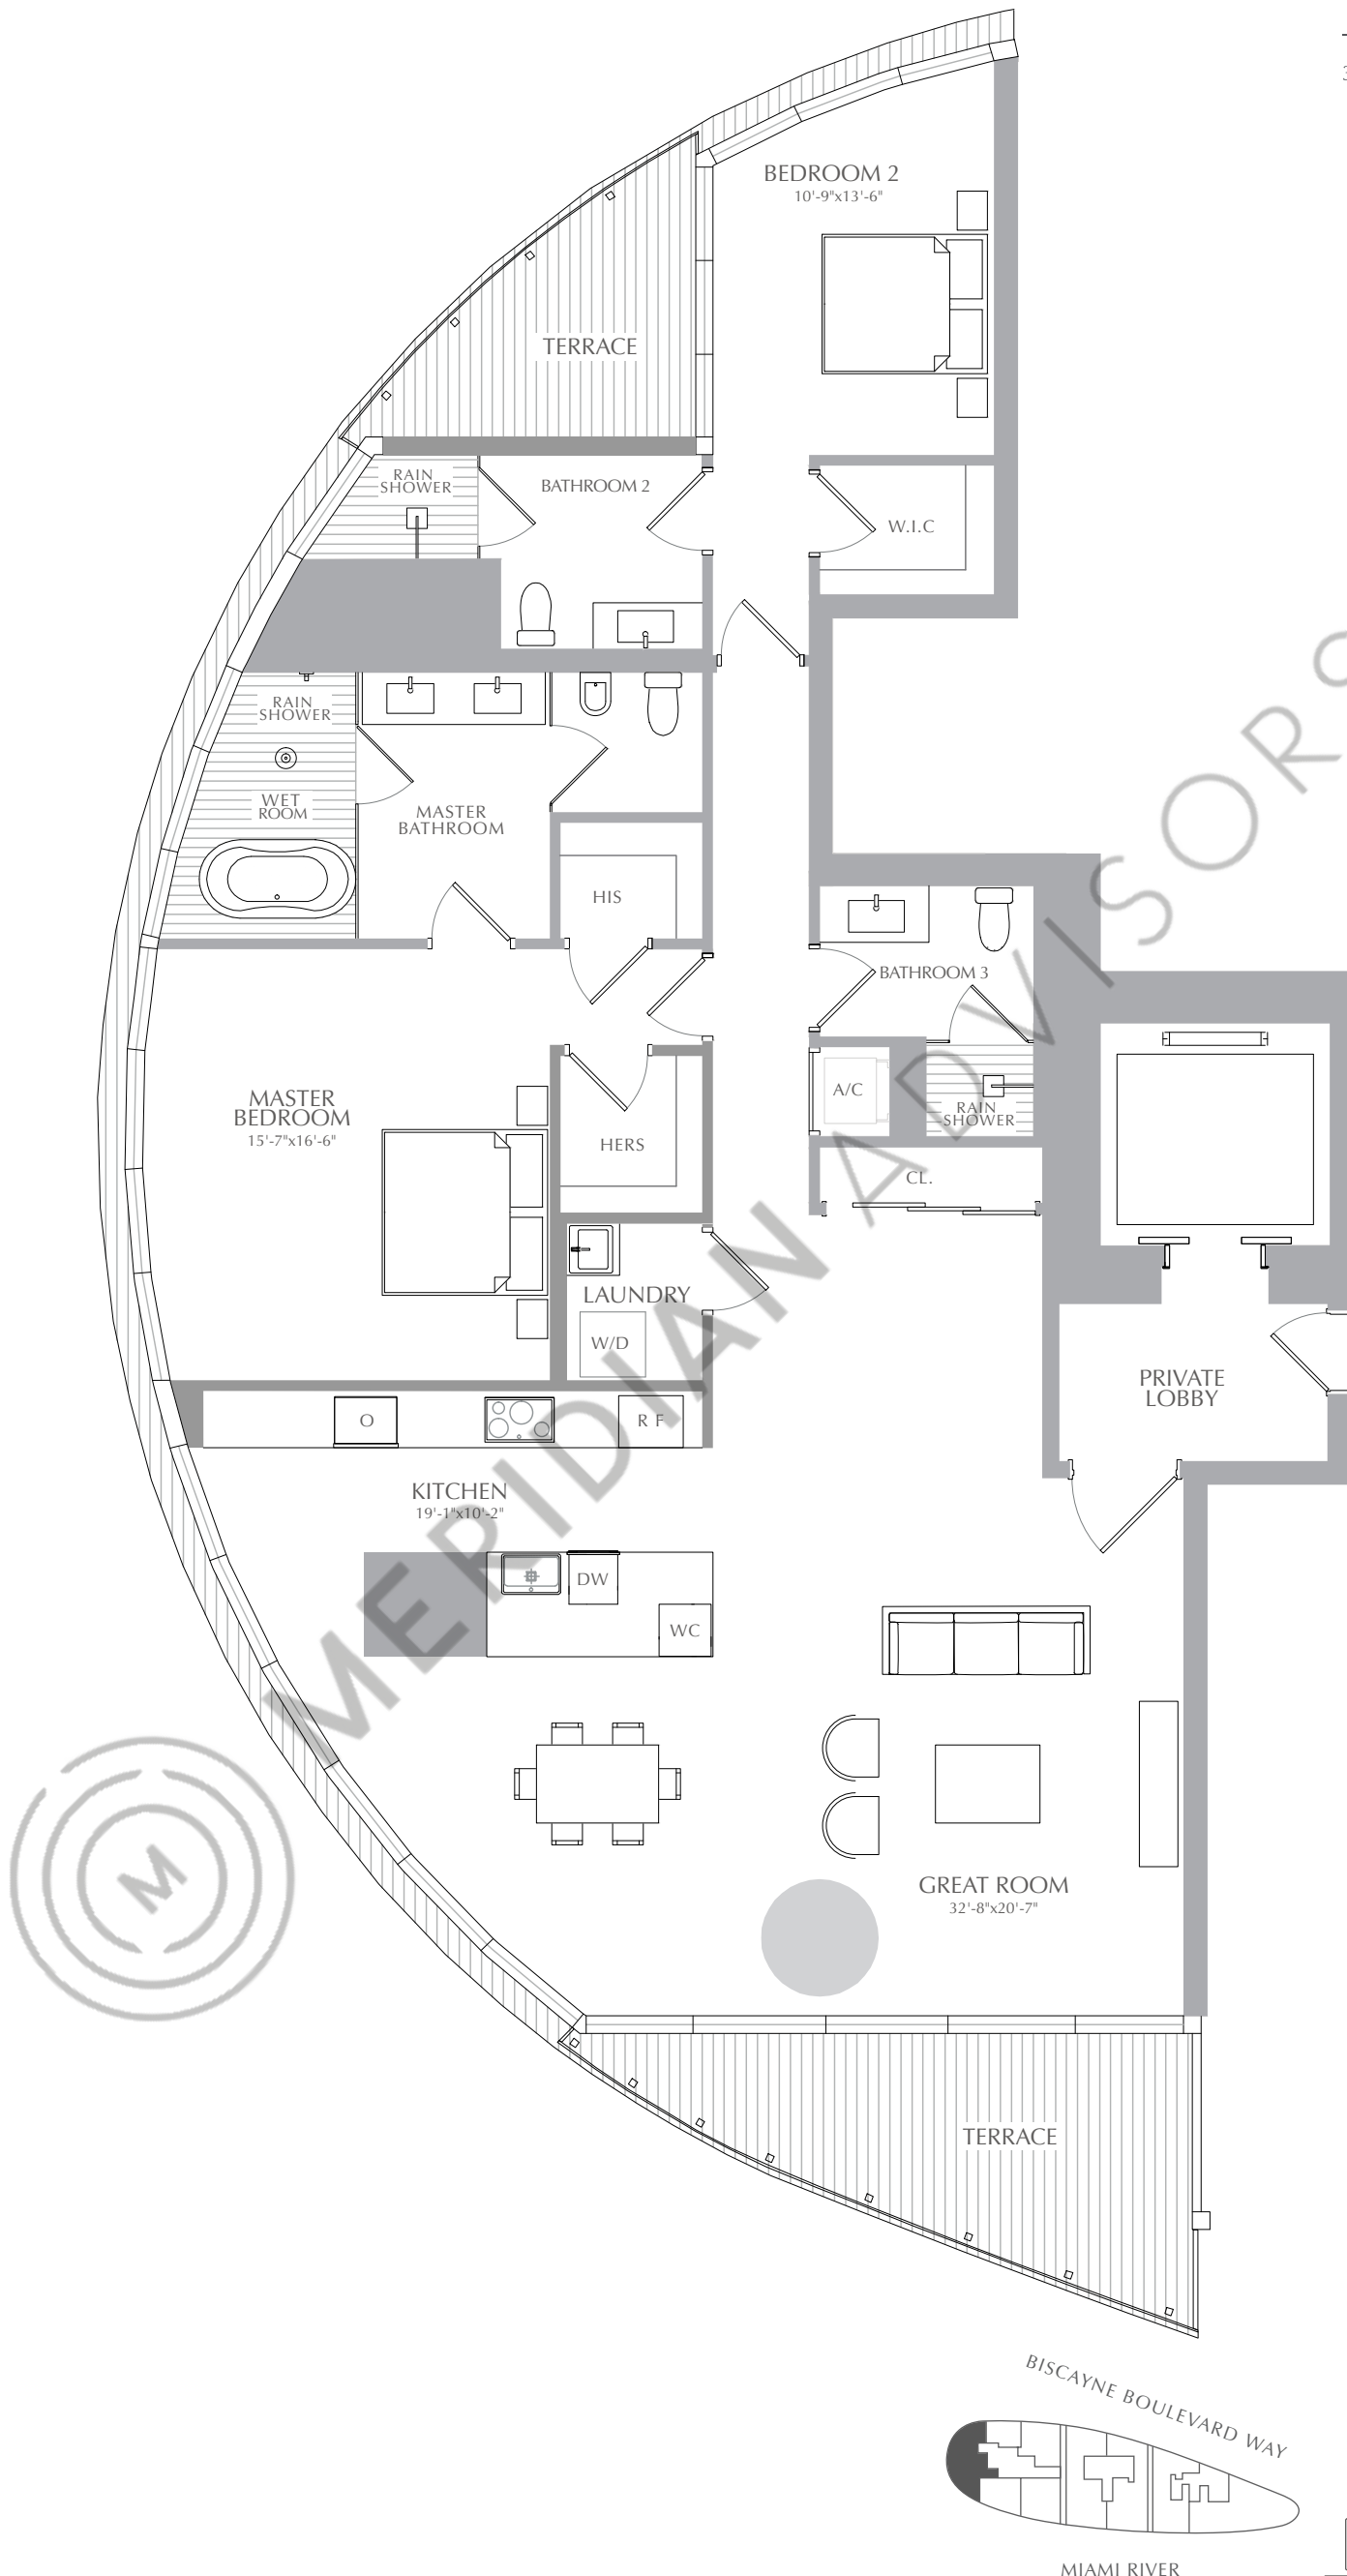 BEDROOM 2
10'-9"x13'-6"
TERRACE
RAIN
SHOWER
BATHROOM 2
W.I.C
RAIN
SHOWER
WET
ROOM
MASTER
BATHROOM
HIS
BATHROOM 3
A/C
RAIN
SHOWER
MASTER
BEDROOM
15'-7"x16'-6"
HERS
CL.
LAUNDRY
W/D
PRIVATE
LOBBY
O
R F
KITCHEN
19'-1"x10'-2"
DW
WC
GREAT ROOM
32'-8"x20'-7"
TERRACE
M
MERIDIAN ADVISORS
BISCAYNE BOULEVARD WAY
MIAMI RIVER